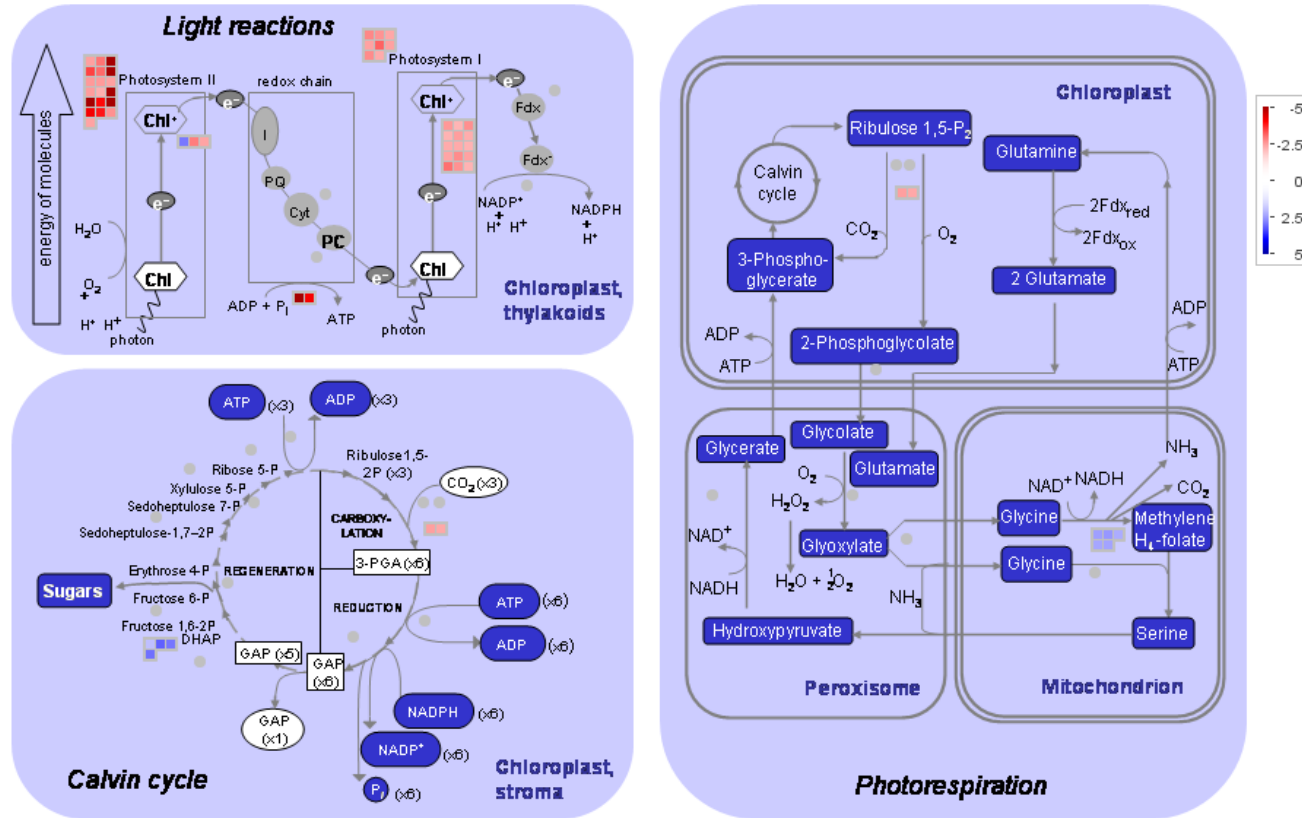 Light reactions
energy of molecules
Photosystem II
redox chain
Photosystem I
Chl⁺
e⁻
I
PQ
Cyt
PC
e⁻
Chl⁺
e⁻
Fdx
Fdx⁻
NADP⁺
+
H⁺ H⁺
NADPH
+
H⁺
e⁻
e⁻
H₂O
O₂
+
H⁺ H⁺
Chl
photon
ADP + Pᵢ
ATP
Chl
photon
Chloroplast,
thylakoids
ATP (x3)
ADP (x3)
Ribulose 1,5-
2P (x3)
CO₂(x3)
Ribose 5-P
Xylulose 5-P
Sedoheptulose
7-P
Sedoheptulose-1,7–2P
Erythrose 4-P
Fructose 6-P
Fructose 1,6-2P
DHAP
Sugars
CARBOXY-
LATION
REGENERATION
3-PGA (x6)
REDUCTION
ATP (x6)
ADP (x6)
GAP (x5)
GAP
(x6)
GAP
(x1)
NADPH (x6)
NADP⁺ (x6)
Pᵢ (x6)
Calvin cycle
Chloroplast,
stroma
Chloroplast
Ribulose 1,5-P₂
Glutamine
Calvin
cycle
2Fdx red
2Fdx ox
CO₂
O₂
3-Phospho-
glycerate
2 Glutamate
ADP
ATP
2-Phosphoglycolate
ADP
ATP
Glycerate
Glycolate
Glutamate
O₂
H₂O₂
NAD⁺
NADH
Glyoxylate
H₂O + ½O₂
NH₃
Hydroxypyruvate
Peroxisome
NH₃
NAD⁺
NADH
CO₂
Glycine
Methylene
H₄-folate
Glycine
Serine
Mitochondrion
Photorespiration
-5
-2.5
0
2.5
5